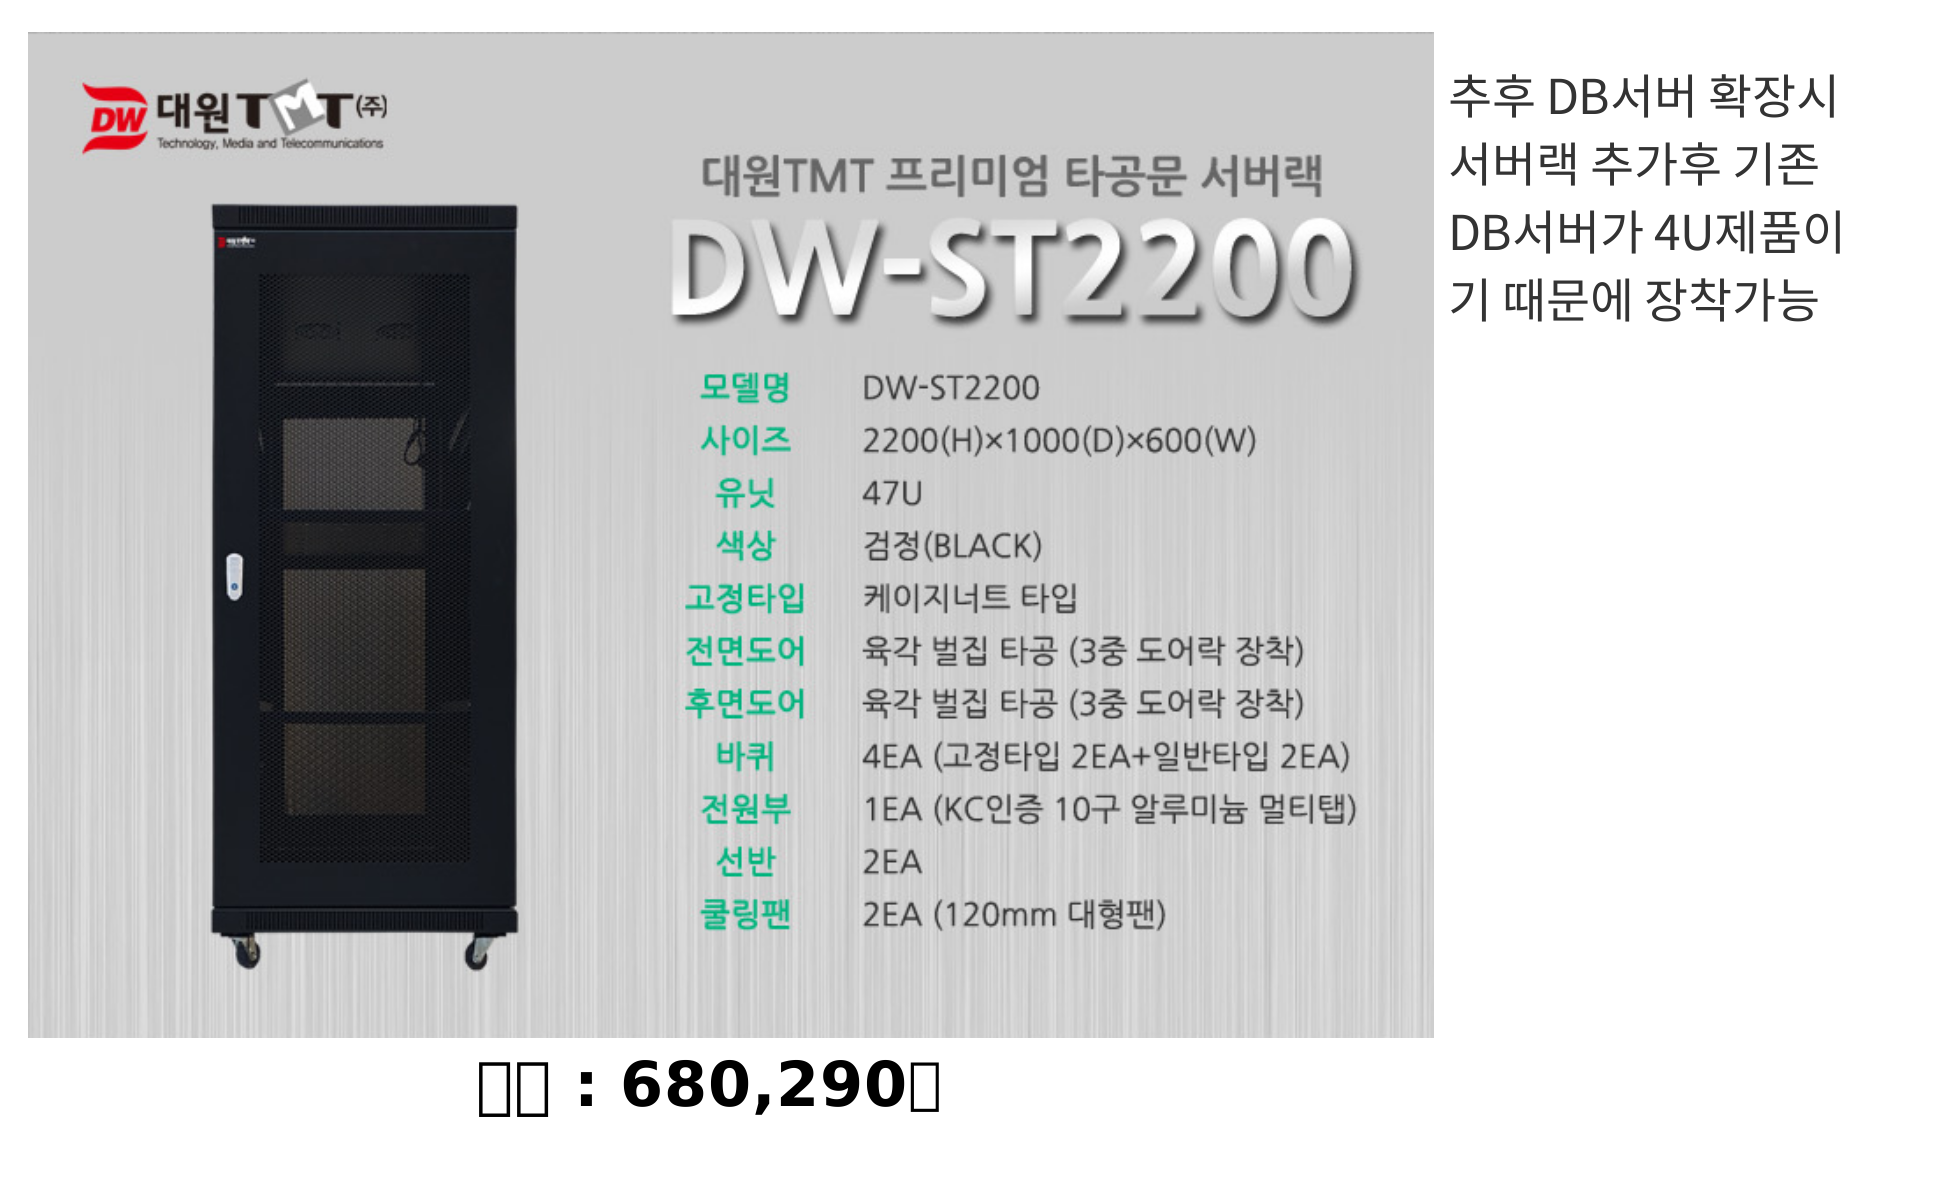 DW 대원TMT(주)
Technology, Media and Telecommunications
대원TMT 프리미엄 타공문 서버랙
DW-ST2200
모델명 DW-ST2200
사이즈 2200(H)×1000(D)×600(W)
유닛 47U
색상 검정(BLACK)
고정타입 케이지너트 타입
전면도어 육각 벌집 타공 (3중 도어락 장착)
후면도어 육각 벌집 타공 (3중 도어락 장착)
바퀴 4EA (고정타입 2EA+일반타입 2EA)
전원부 1EA (KC인증 10구 알루미늄 멀티탭)
선반 2EA
쿨링팬 2EA (120mm 대형팬)
추후 DB서버 확장시
서버랙 추가후 기존
DB서버가 4U제품이
기 때문에 장착가능
: 680,290